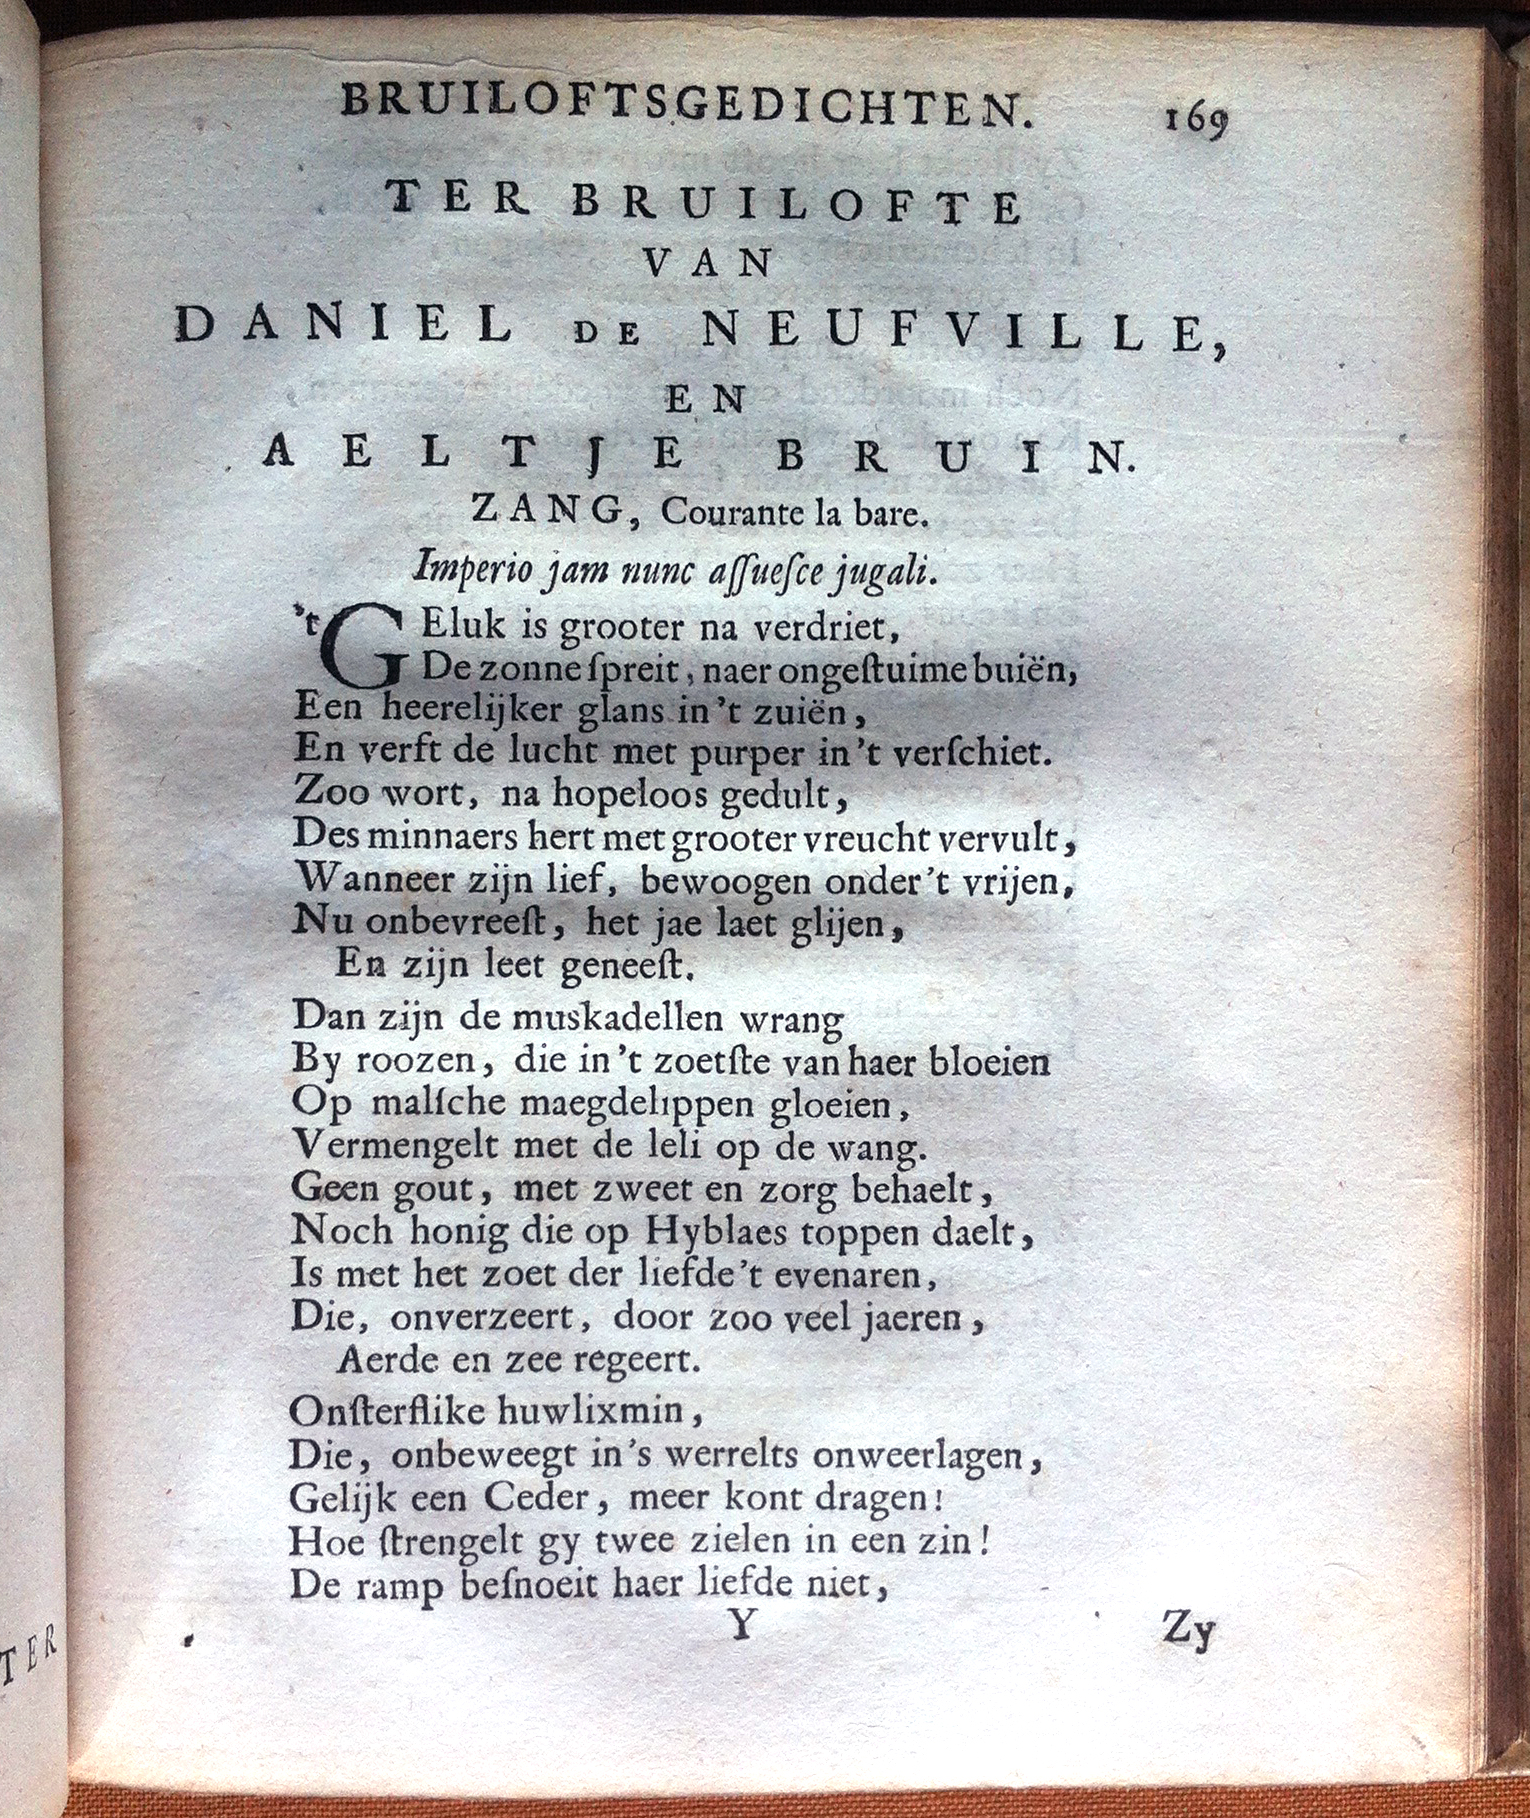 BRUILOFTSGEDICHTEN. 169
TER BRUILOFTE
VAN
DANIEL DE NEUFVILLE,
EN
AELTJE BRUIN.
ZANG, Courante la bare.
Imperio jam nunc aſſueſce jugali.
'tGEluk is grooter na verdriet,
De zonne ſpreit, naer ongeſtuime buiën,
Een heerelijker glans in 't zuiën,
En verft de lucht met purper in 't verſchiet.
Zoo wort, na hopeloos gedult,
Des minnaers hert met grooter vreucht vervult,
Wanneer zijn lief, bewoogen onder 't vrijen,
Nu onbevreeſt, het jae laet glijen,
En zijn leet geneeſt.
Dan zijn de muskadellen wrang
By roozen, die in 't zoetſte van haer bloeien
Op malſche maegdelippen gloeien,
Vermengelt met de leli op de wang.
Geen gout, met zweet en zorg behaelt,
Noch honig die op Hyblaes toppen daelt,
Is met het zoet der liefde 't evenaren,
Die, onverzeert, door zoo veel jaeren,
Aerde en zee regeert.
Onſterflike huwlixmin,
Die, onbeweegt in 's werrelts onweerlagen,
Gelijk een Ceder, meer kont dragen!
Hoe ſtrengelt gy twee zielen in een zin!
De ramp beſnoeit haer liefde niet,
Y Zy
TER